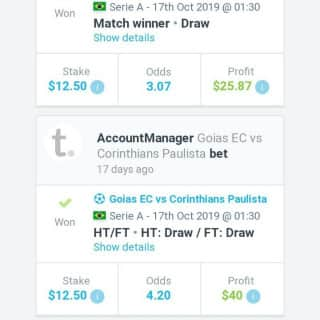 Serie A - 17th Oct 2019 @ 01:30
Won
Match winner • Draw
Show details
Stake Odds Profit
$12.50 i 3.07 $25.87 i
t.
AccountManager Goias EC vs
Corinthians Paulista bet
17 days ago
Goias EC vs Corinthians Paulista
Serie A - 17th Oct 2019 @ 01:30
Won
HT/FT • HT: Draw / FT: Draw
Show details
Stake Odds Profit
$12.50 i 4.20 $40 i